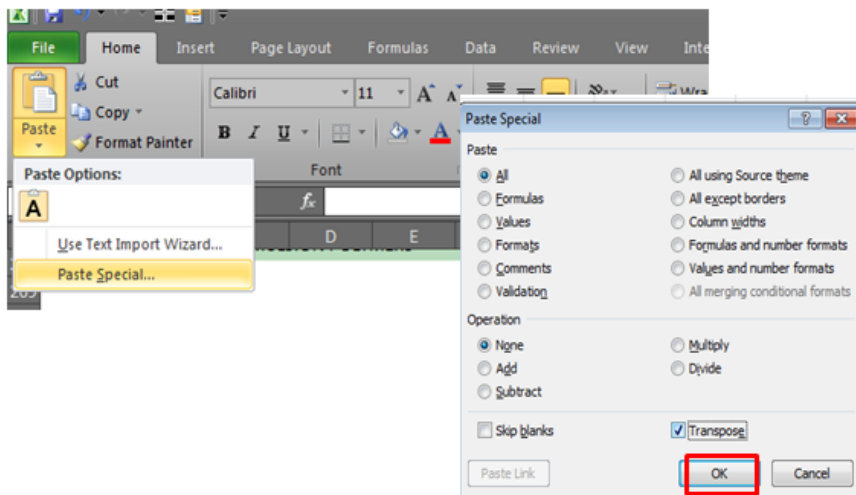 File Home Insert Page Layout Formulas Data Review View
Cut
Calibri 11 A A
Copy
Paste
Format Painter
B I U A
Paste Options:
Font
A
fx
Use Text Import Wizard...
D E
Paste Special...
Paste Special
Paste
All
All using Source theme
Formulas
All except borders
Values
Column widths
Formats
Formulas and number formats
Comments
Values and number formats
Validation
All merging conditional formats
Operation
None
Multiply
Add
Divide
Subtract
Skip blanks
Transpose
Paste Link
OK
Cancel